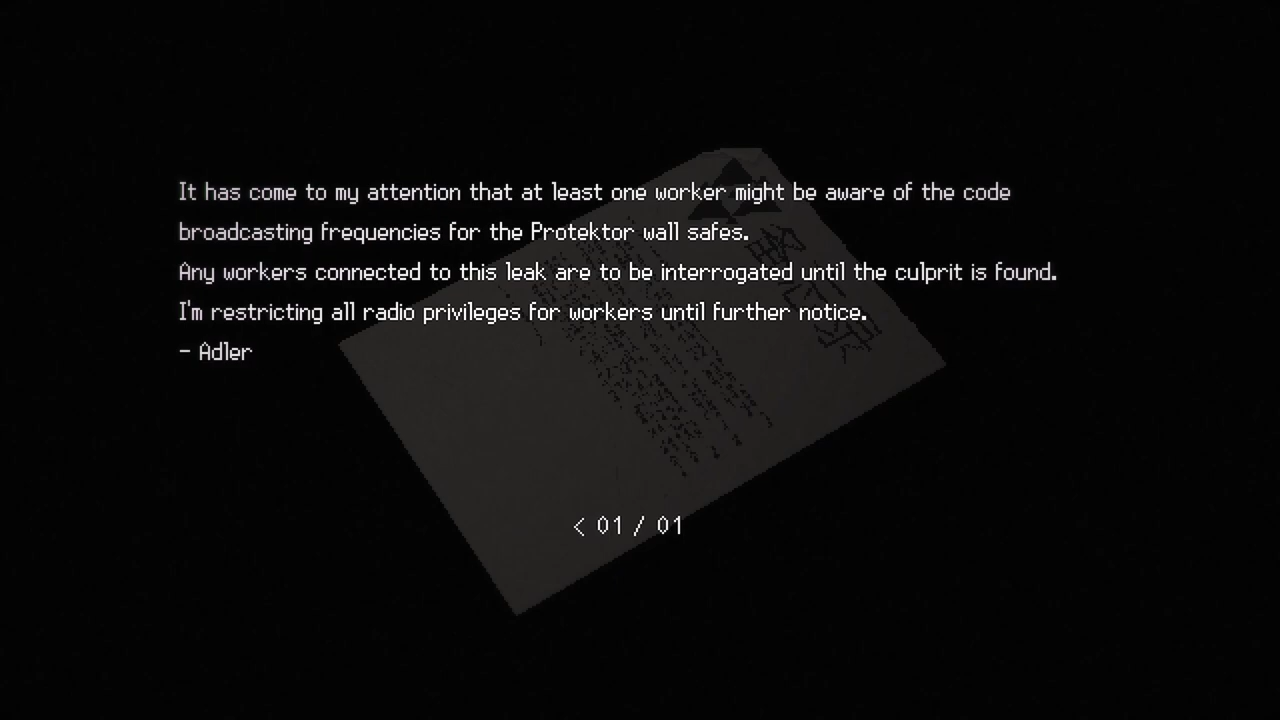 It has come to my attention that at least one worker might be aware of the code
broadcasting frequencies for the Protektor wall safes.
Any workers connected to this leak are to be interrogated until the culprit is found.
I'm restricting all radio privileges for workers until further notice.
- Adler
< 01 / 01